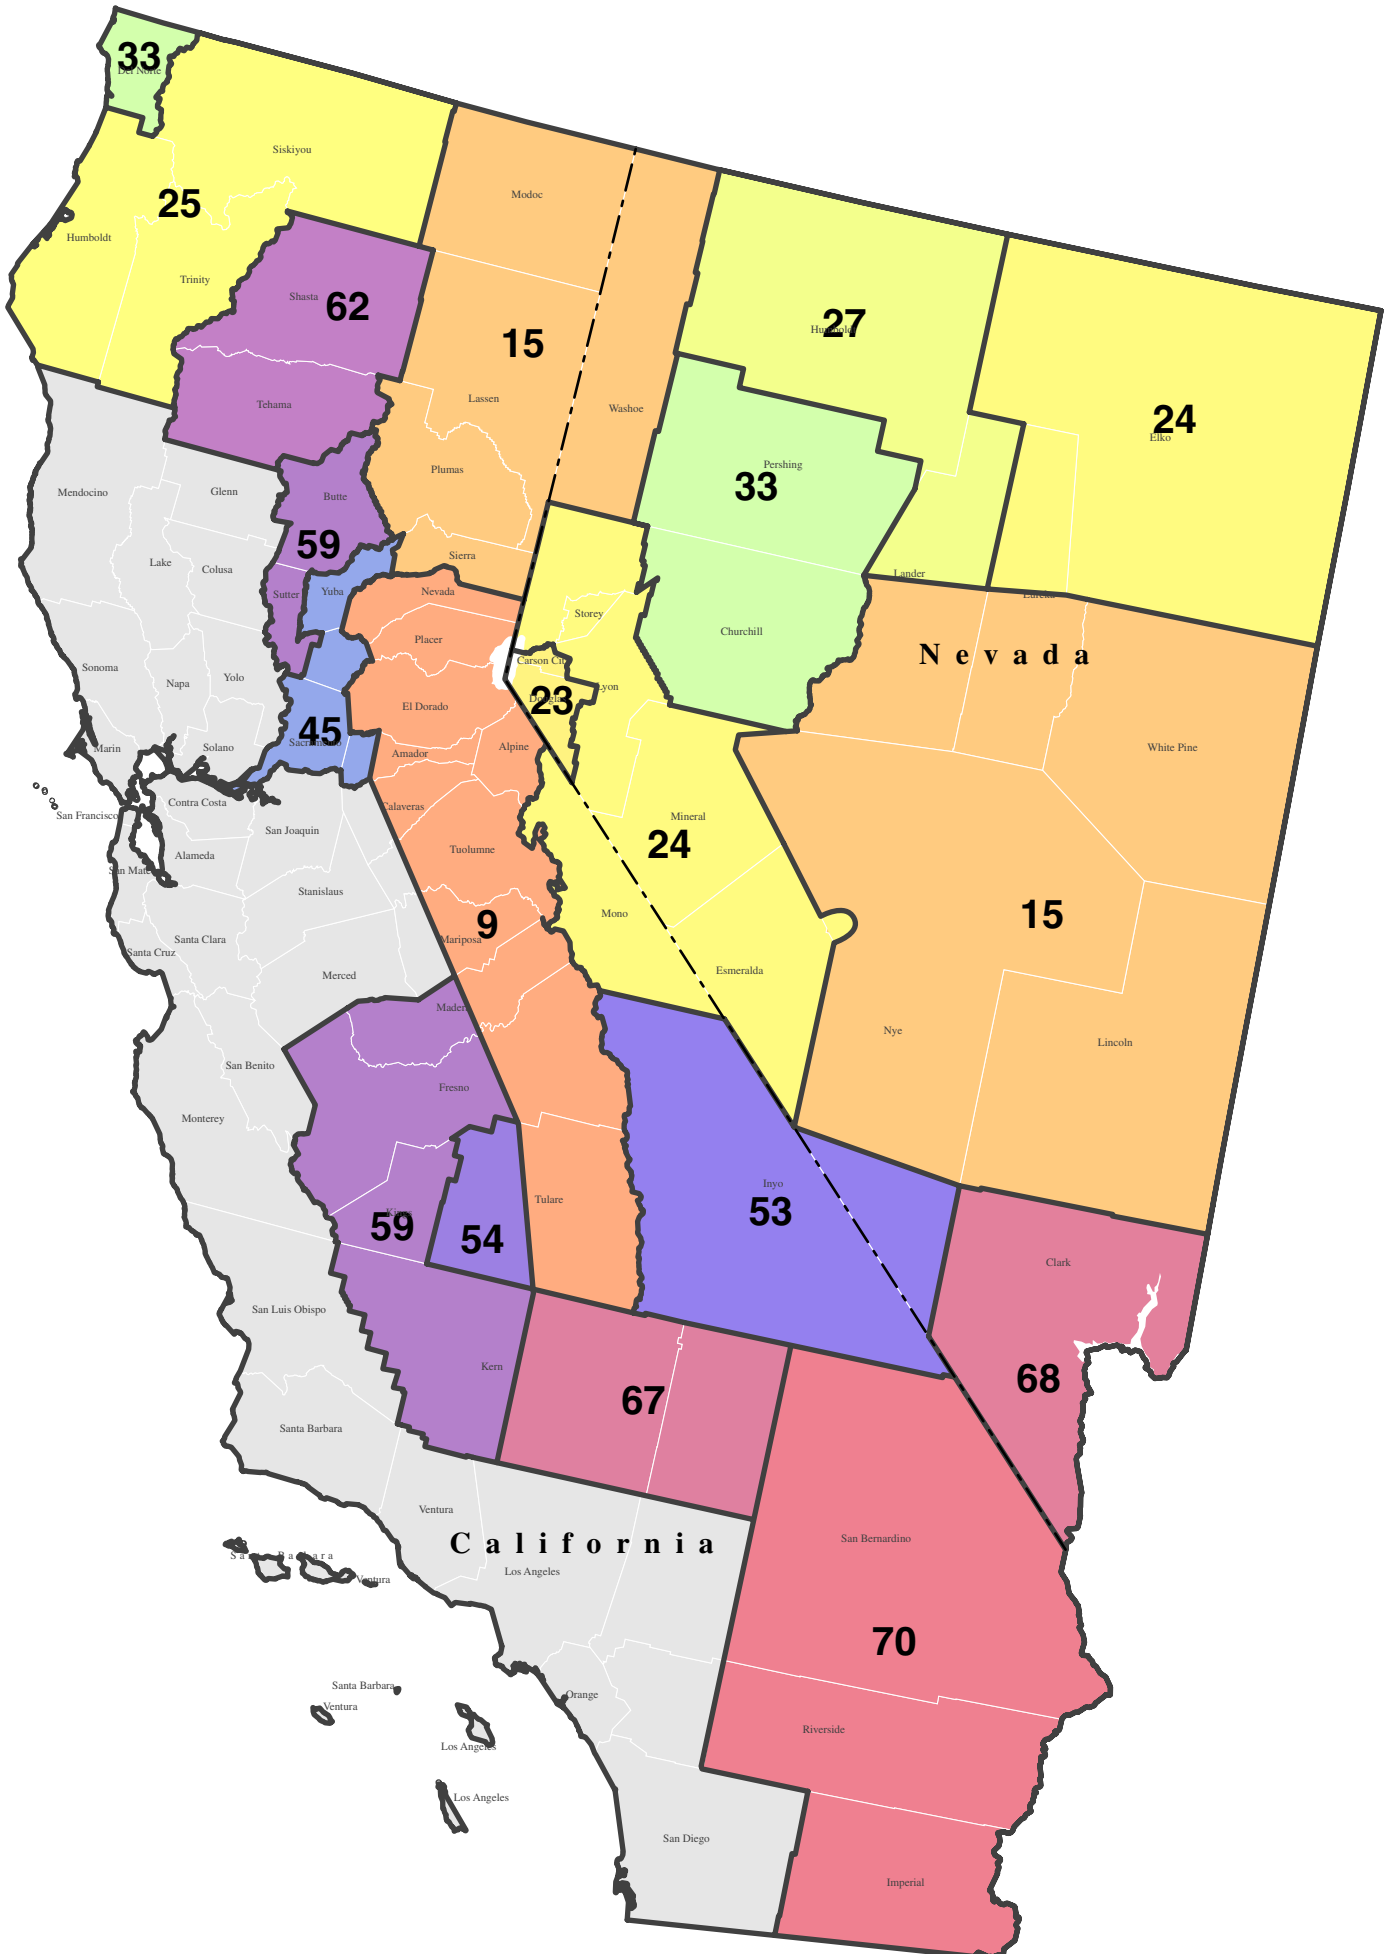 33
Del Norte
Siskiyou
Modoc
25
Humboldt
Trinity
Shasta
62
15
27
Humboldt
Lassen
Tehama
Washoe
24
Elko
Plumas
Pershing
33
Mendocino
Glenn
Butte
59
Sierra
Lake
Colusa
Lander
Sutter
Yuba
Nevada
Eureka
Storey
Churchill
Placer
Nevada
Sonoma
Napa
Yolo
Carson City
Lyon
Douglas
23
El Dorado
45
Sacramento
Marin
Solano
Amador
Alpine
White Pine
San Francisco
Contra Costa
Calaveras
San Joaquin
Mineral
24
Alameda
Tuolumne
San Mateo
Stanislaus
Mono
15
9
Mariposa
Santa Clara
Santa Cruz
Merced
Esmeralda
Madera
Nye
Lincoln
San Benito
Fresno
Monterey
Inyo
53
Tulare
Kings
59
54
Clark
San Luis Obispo
Kern
68
67
Santa Barbara
Ventura
California
San Bernardino
Santa Barbara
Ventura
Los Angeles
70
Santa Barbara
Ventura
Orange
Riverside
Los Angeles
Los Angeles
San Diego
Imperial